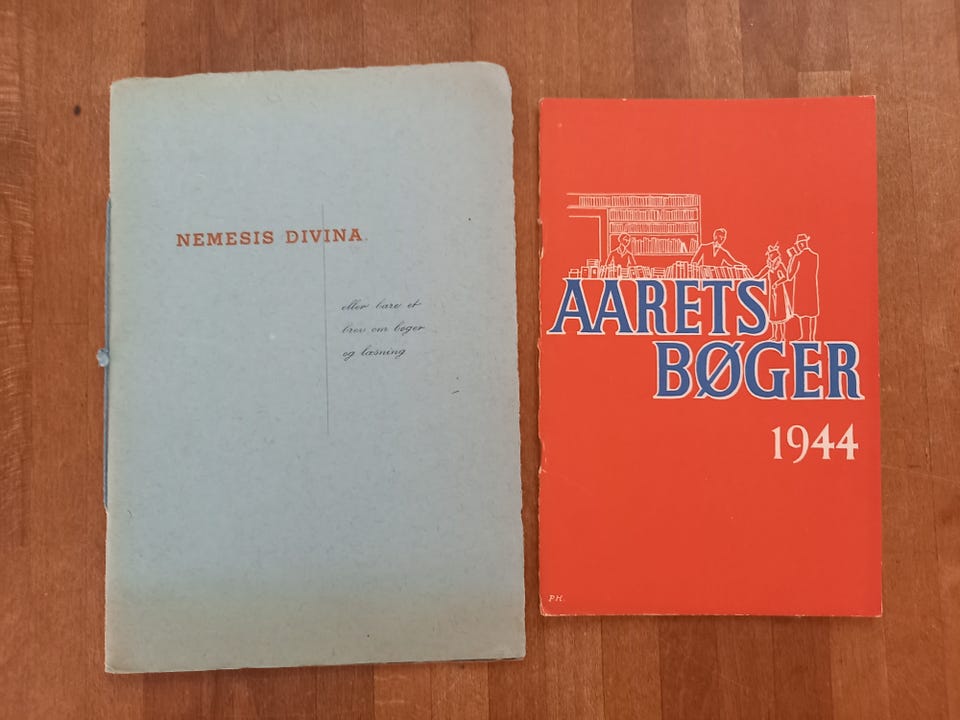 NEMESIS DIVINA.
eller bare et
brev om bøger
og læsning
AARETS
BØGER
1944
P.H.